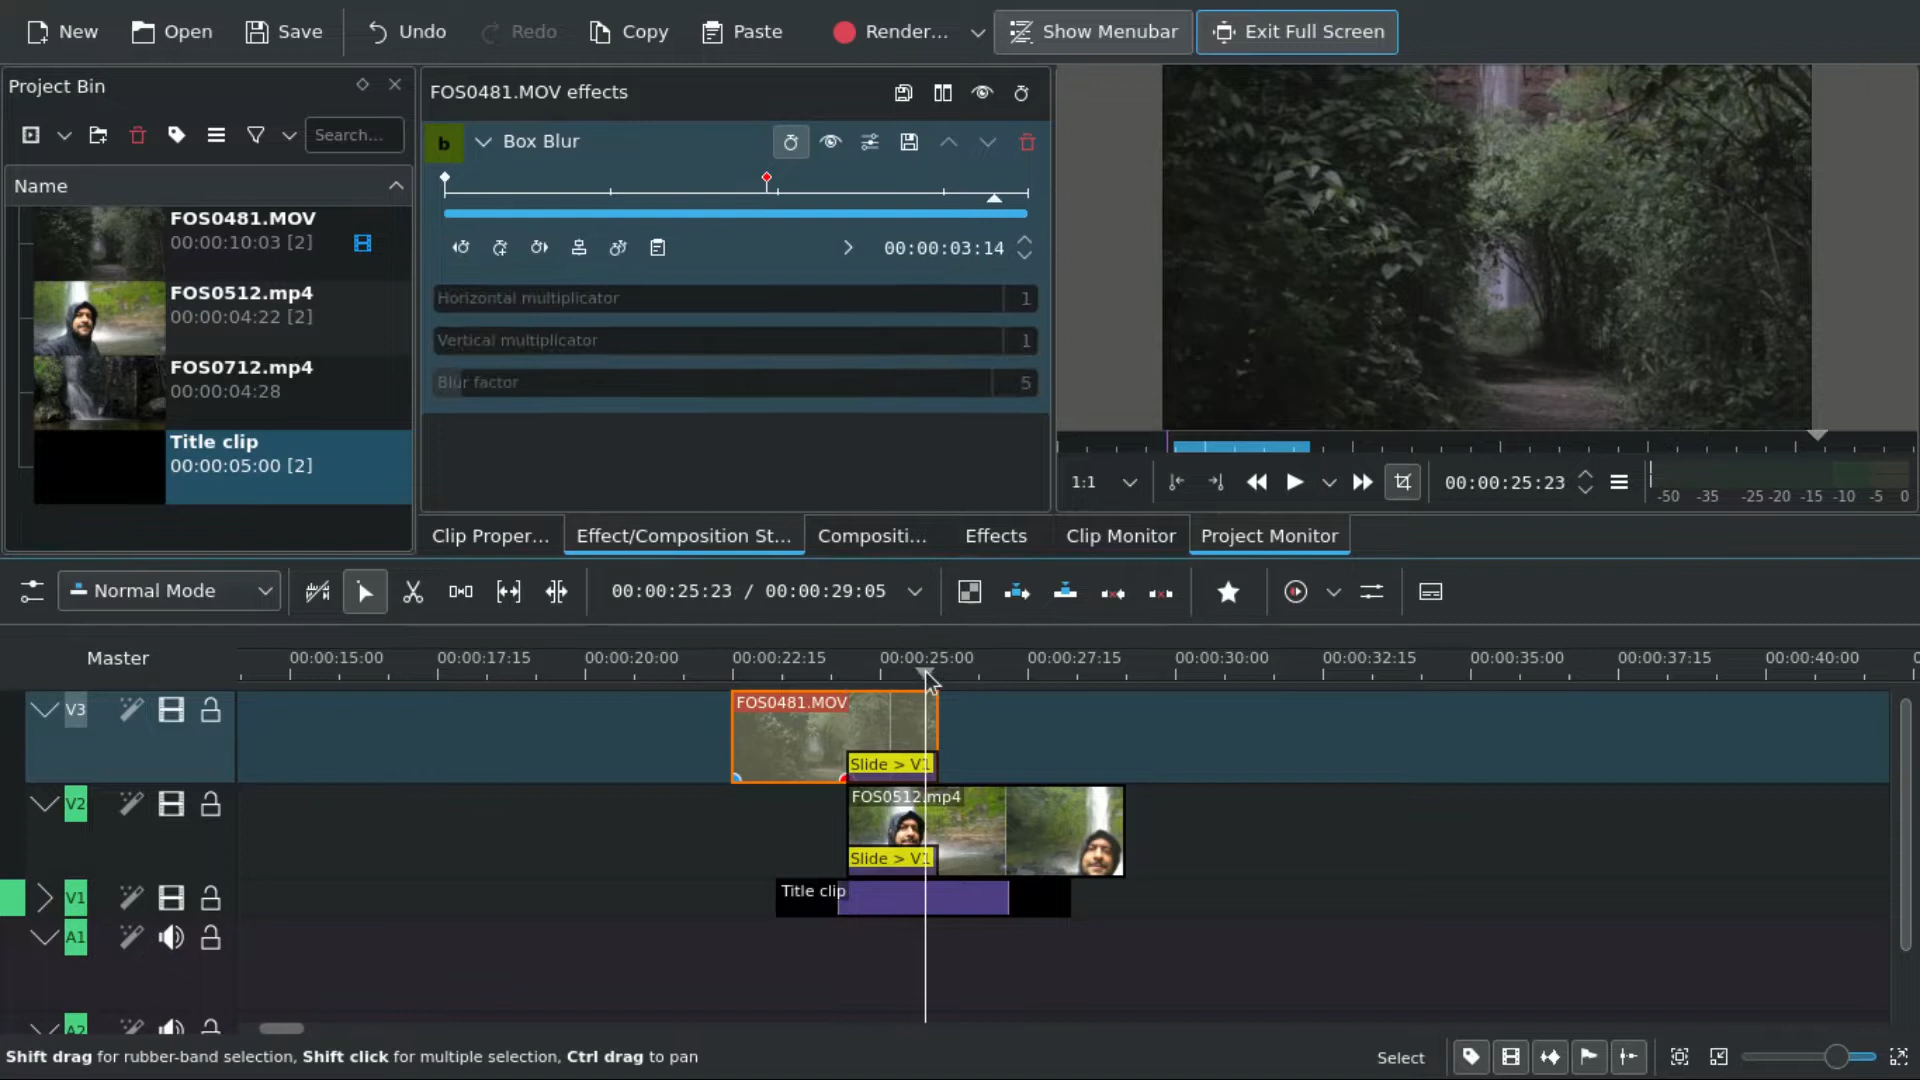 New Open Save Undo Redo Copy Paste Render... Show Menubar Exit Full Screen
Project Bin
Search...
Name
FOS0481.MOV
00:00:10:03 [2]
FOS0512.mp4
00:00:04:22 [2]
FOS0712.mp4
00:00:04:28
Title clip
00:00:05:00 [2]
FOS0481.MOV effects
b Box Blur
00:00:03:14
Horizontal multiplicator 1
Vertical multiplicator 1
Blur factor 5
1:1 00:00:25:23
-50 -35 -25 -20 -15 -10 -5 0
Clip Proper... Effect/Composition St... Compositi... Effects Clip Monitor Project Monitor
Normal Mode 00:00:25:23 / 00:00:29:05
Master 00:00:15:00 00:00:17:15 00:00:20:00 00:00:22:15 00:00:25:00 00:00:27:15 00:00:30:00 00:00:32:15 00:00:35:00 00:00:37:15 00:00:40:00
V3 FOS0481.MOV
Slide > V1
V2 FOS0512.mp4
Slide > V1
V1 Title clip
A1
A2
Shift drag for rubber-band selection, Shift click for multiple selection, Ctrl drag to pan Select